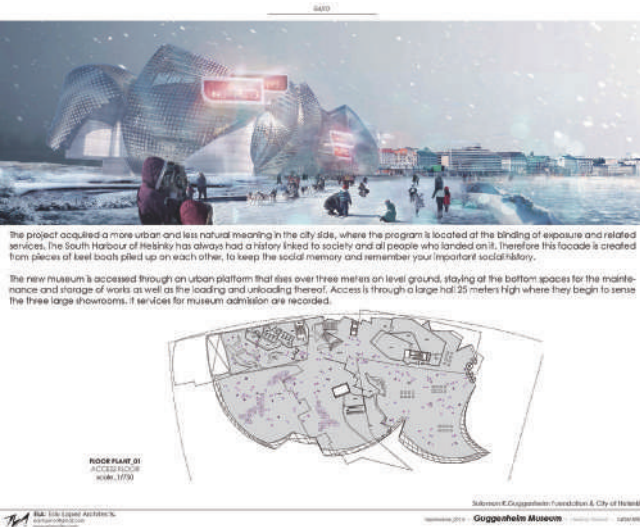 The project acquired a more urban and less natural meaning in the city side, where the program is located at the binding of exposure and related
services. The South Harbour of Helsinky has always had a history linked to society and all people who landed on it. Therefore this facade is created
from pieces of keel boats piled up on each other, to keep the social memory and remember your important social history.
The new museum is accessed through an urban platform that rises over three meters on level ground, staying at the bottom spaces for the mainte-
nance and storage of works as well as the loading and unloading thereof. Access is through a large hall 25 meters high where they begin to sense
the three large showrooms. It services for museum admission are recorded.
FLOOR PLANT_01
ACCESS FLOOR
scale_1/750
Solomon R.Guggenheim Foundation & City of Helsinki
Guggenheim Museum